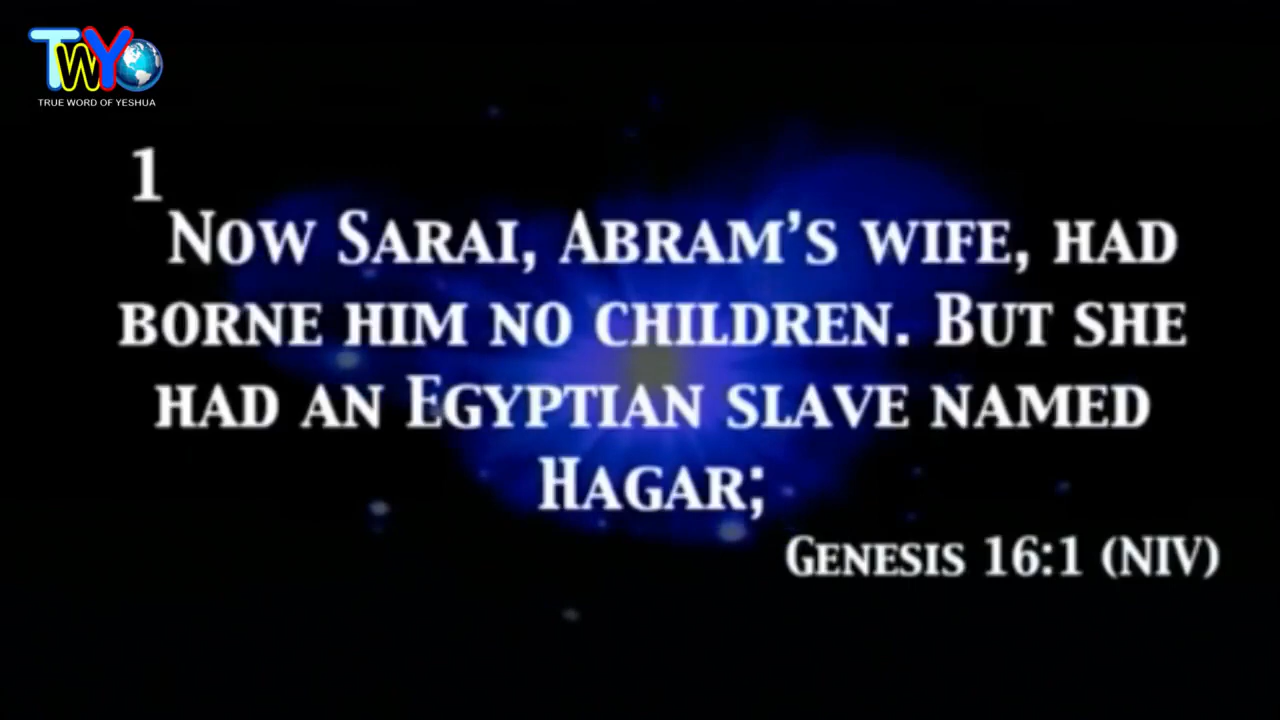 TWY
TRUE WORD OF YESHUA
1
Now Sarai, Abram’s wife, had
borne him no children. But she
had an Egyptian slave named
Hagar;
Genesis 16:1 (NIV)